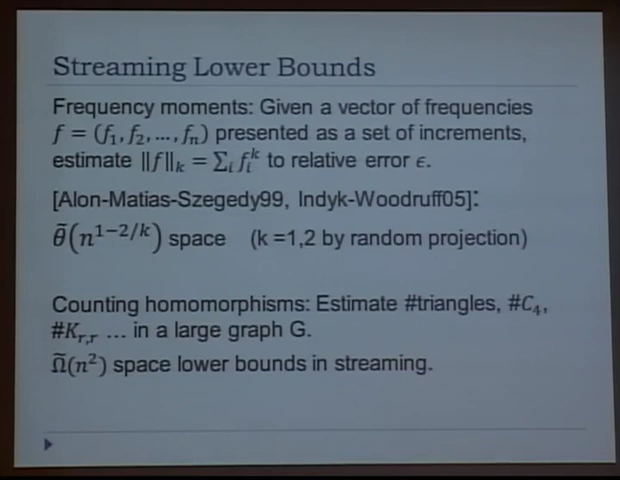 Streaming Lower Bounds
Frequency moments: Given a vector of frequencies
f = (f₁, f₂, ..., fₙ) presented as a set of increments,
estimate ||f||ₖ = Σᵢ fᵢᵏ to relative error ϵ.
[Alon-Matias-Szegedy99, Indyk-Woodruff05]:
θ̃(n^{1−2/k}) space (k =1,2 by random projection)
Counting homomorphisms: Estimate #triangles, #C₄,
#K_{r,r} ... in a large graph G.
Ω̃(n²) space lower bounds in streaming.